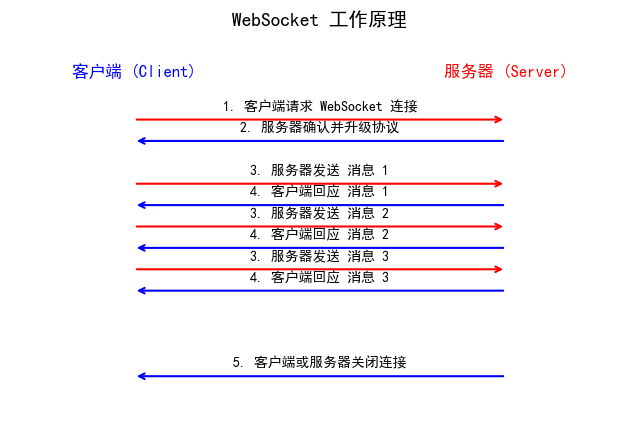 WebSocket 工作原理
客户端 (Client)
服务器 (Server)
1. 客户端请求 WebSocket 连接
2. 服务器确认并升级协议
3. 服务器发送 消息 1
4. 客户端回应 消息 1
3. 服务器发送 消息 2
4. 客户端回应 消息 2
3. 服务器发送 消息 3
4. 客户端回应 消息 3
5. 客户端或服务器关闭连接